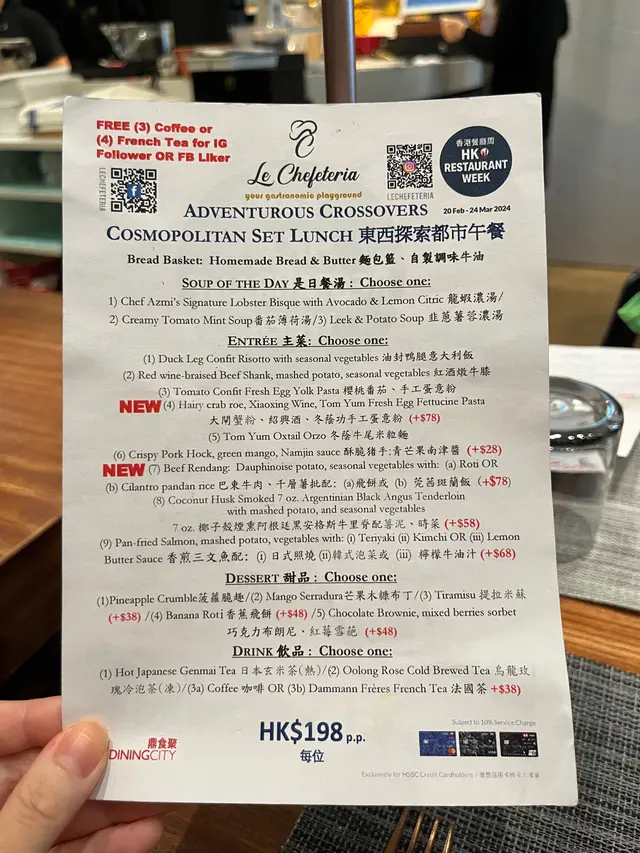 FREE (3) Coffee or
(4) French Tea for IG
Follower OR FB Liker
LECHEFETERIA
Le Chefeteria
your gastronomic playground
LECHEFETERIA
香港餐廳周
HK
RESTAURANT
WEEK
20 Feb - 24 Mar 2024
ADVENTUROUS CROSSOVERS
COSMOPOLITAN SET LUNCH 東西探索都市午餐
Bread Basket: Homemade Bread & Butter 麵包籃、自製調味牛油
SOUP OF THE DAY 是日餐湯 : Choose one:
1) Chef Azmi's Signature Lobster Bisque with Avocado & Lemon Citric 龍蝦濃湯/
2) Creamy Tomato Mint Soup番茄薄荷湯/3) Leek & Potato Soup 韭蔥薯蓉濃湯
ENTRÉE 主菜: Choose one:
(1) Duck Leg Confit Risotto with seasonal vegetables 油封鴨腿意大利飯
(2) Red wine-braised Beef Shank, mashed potato, seasonal vegetables 紅酒燉牛膝
(3) Tomato Confit Fresh Egg Yolk Pasta 櫻桃番茄、手工蛋意粉
NEW (4) Hairy crab roe, Xiaoxing Wine, Tom Yum Fresh Egg Fettucine Pasta
大閘蟹粉、紹興酒、冬蔭功手工蛋意粉 (+$78)
(5) Tom Yum Oxtail Orzo 冬蔭牛尾米粒麵
(6) Crispy Pork Hock, green mango, Namjin sauce 酥脆豬手:青芒果南津醬 (+$28)
NEW (7) Beef Rendang: Dauphinoise potato, seasonal vegetables with: (a) Roti OR
(b) Cilantro pandan rice 巴東牛肉、千層薯批配: (a)飛餅或 (b) 芫茜斑蘭飯 (+$78)
(8) Coconut Husk Smoked 7 oz. Argentinian Black Angus Tenderloin
with mashed potato, and seasonal vegetables
7 oz. 椰子殼煙熏阿根廷黑安格斯牛里脊配薯泥、時菜 (+$58)
(9) Pan-fried Salmon, mashed potato, vegetables with: (i) Teriyaki (ii) Kimchi OR (iii) Lemon
Butter Sauce 香煎三文魚配: (i) 日式照燒 (ii)韓式泡菜或 (iii) 檸檬牛油汁 (+$68)
DESSERT 甜品 : Choose one:
(1)Pineapple Crumble菠蘿脆趣/(2) Mango Serradura芒果木糠布丁/(3) Tiramisu 提拉米蘇
(+$38) /(4) Banana Roti 香蕉飛餅 (+$48) /5) Chocolate Brownie, mixed berries sorbet
巧克力布朗尼、紅莓雪葩 (+$48)
DRINK 飲品 : Choose one:
(1) Hot Japanese Genmai Tea 日本玄米茶(熱)/(2) Oolong Rose Cold Brewed Tea 烏龍玫
瑰冷泡茶(凍)/(3a) Coffee 咖啡 OR (3b) Dammann Frères French Tea 法國茶 +$38)
鼎食聚
DININGCITY
HK$198 p.p.
每位
Subject to 10% Service Charge
Exclusively for HSBC Credit Cardholders /